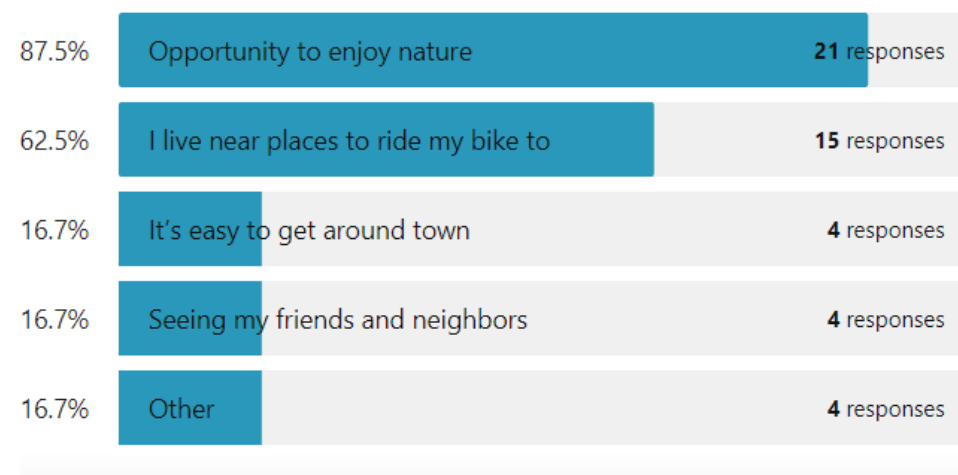 87.5% Opportunity to enjoy nature 21 responses
62.5% I live near places to ride my bike to 15 responses
16.7% It’s easy to get around town 4 responses
16.7% Seeing my friends and neighbors 4 responses
16.7% Other 4 responses